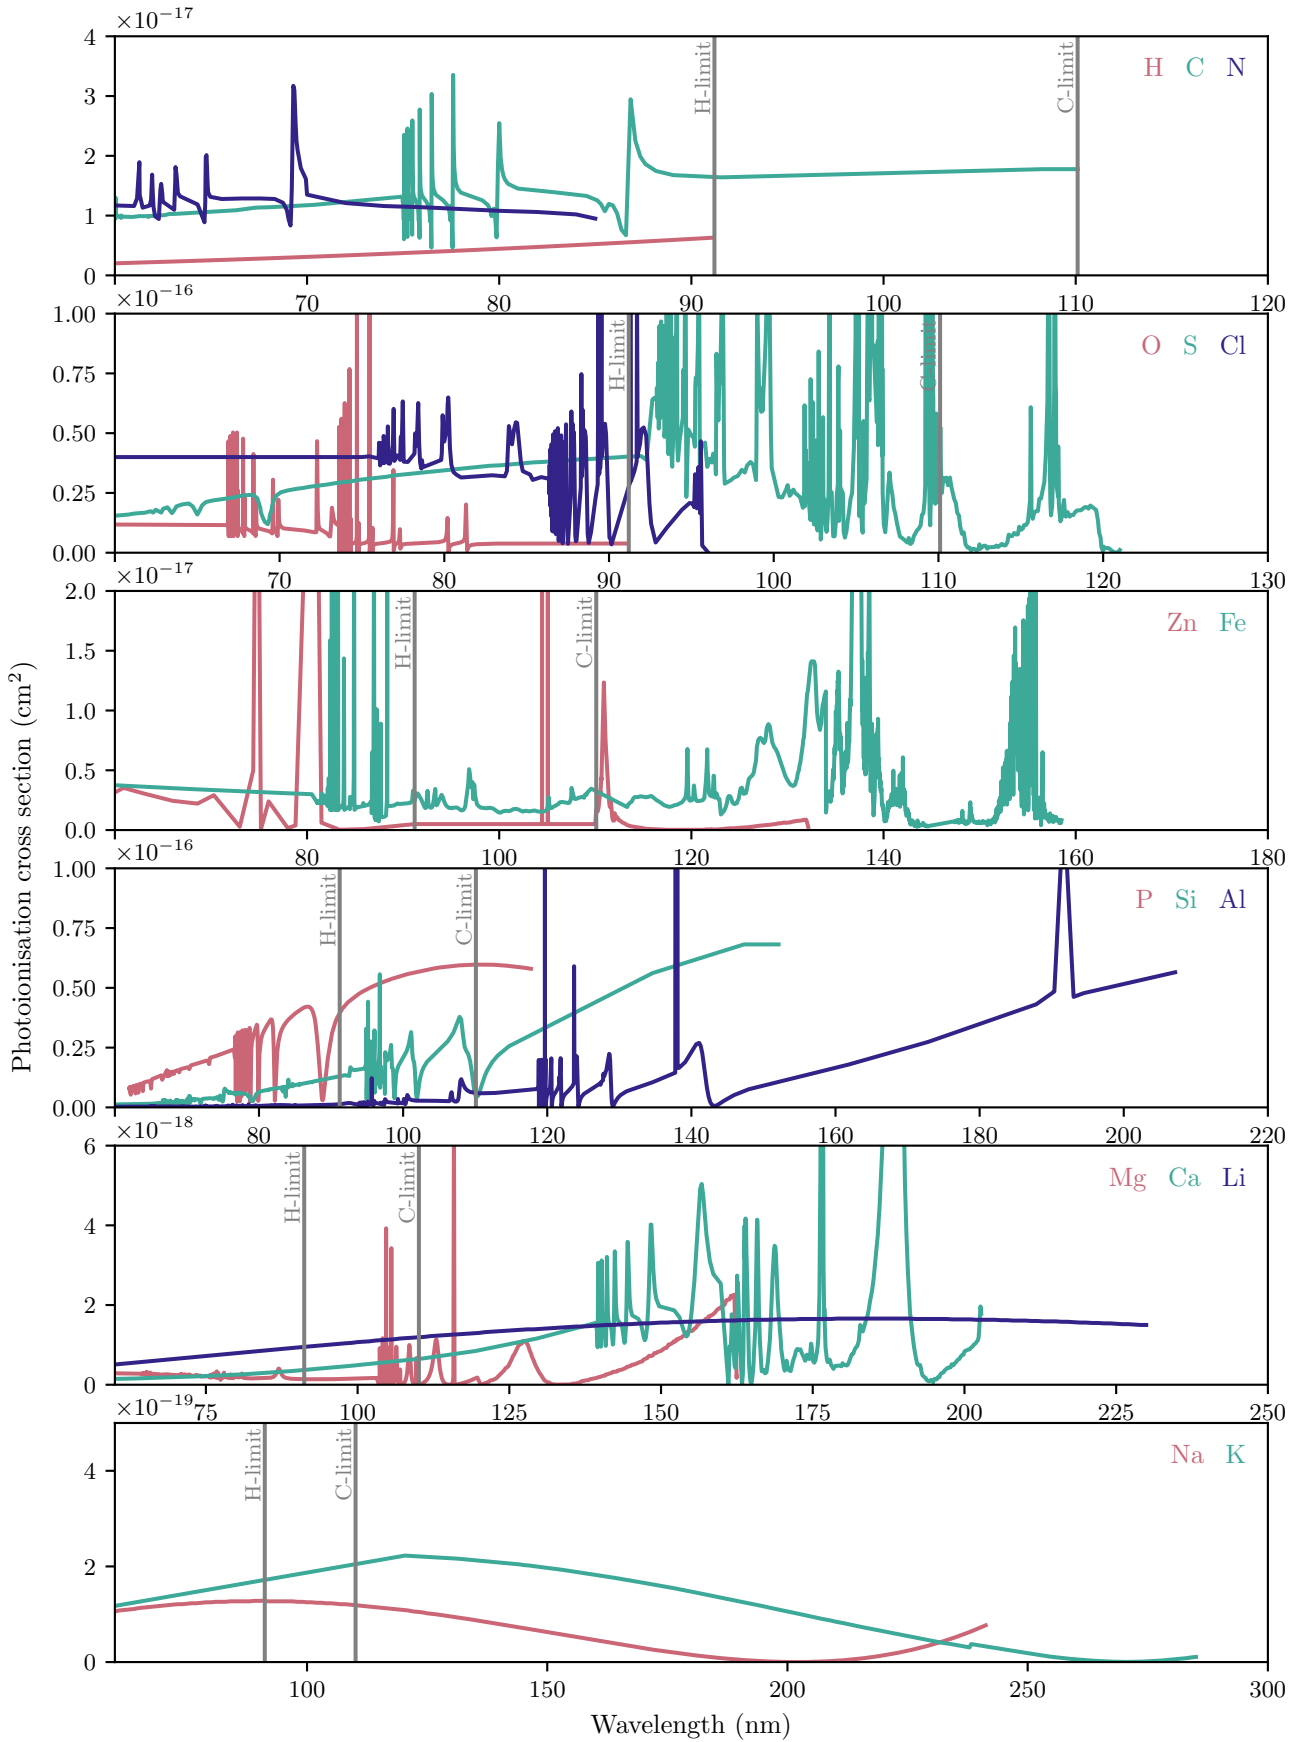 ×10⁻¹⁷
4
3
2
1
0
H C N
H-limit
C-limit
70 80 90 100 110 120
×10⁻¹⁶
1.00
0.75
0.50
0.25
0.00
O S Cl
H-limit
C-limit
70 80 90 100 110 120 130
×10⁻¹⁷
2.0
1.5
1.0
0.5
0.0
Zn Fe
H-limit
C-limit
80 100 120 140 160 180
Photoionisation cross section (cm²)
×10⁻¹⁶
1.00
0.75
0.50
0.25
0.00
P Si Al
H-limit
C-limit
80 100 120 140 160 180 200 220
×10⁻¹⁸
6
4
2
0
Mg Ca Li
H-limit
C-limit
75 100 125 150 175 200 225 250
×10⁻¹⁹
4
2
0
Na K
H-limit
C-limit
100 150 200 250 300
Wavelength (nm)